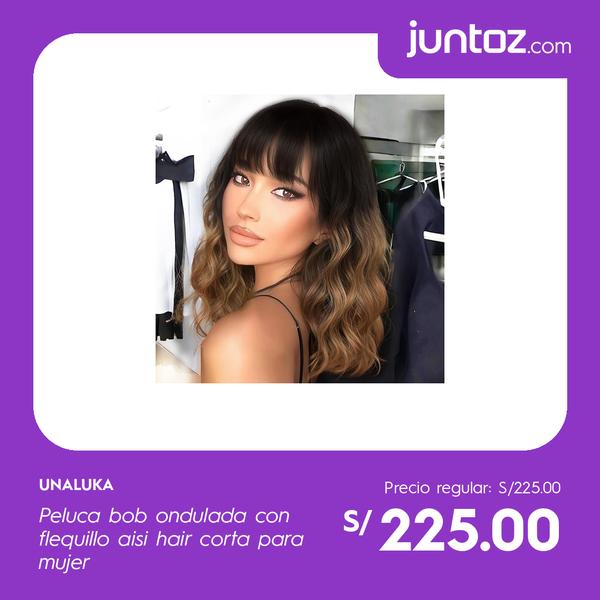 juntoz.com
UNALUKA
Peluca bob ondulada con
flequillo aisi hair corta para
mujer
Precio regular: S/225.00
S/ 225.00